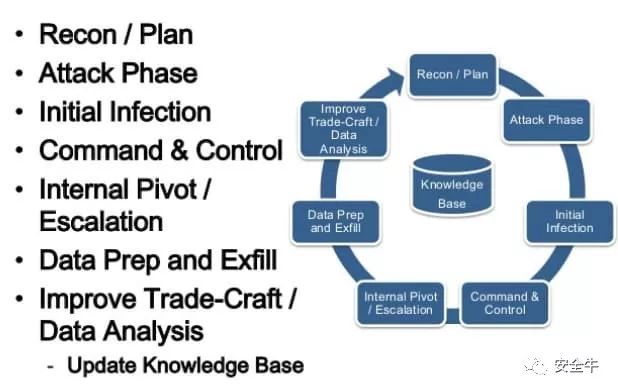 • Recon / Plan
• Attack Phase
• Initial Infection
• Command & Control
• Internal Pivot /
Escalation
• Data Prep and Exfill
• Improve Trade-Craft /
Data Analysis
- Update Knowledge Base
Recon / Plan
Attack Phase
Initial
Infection
Command &
Control
Internal Pivot
/ Escalation
Data Prep
and Exfill
Improve
Trade-Craft /
Data
Analysis
Knowledge
Base
安全牛